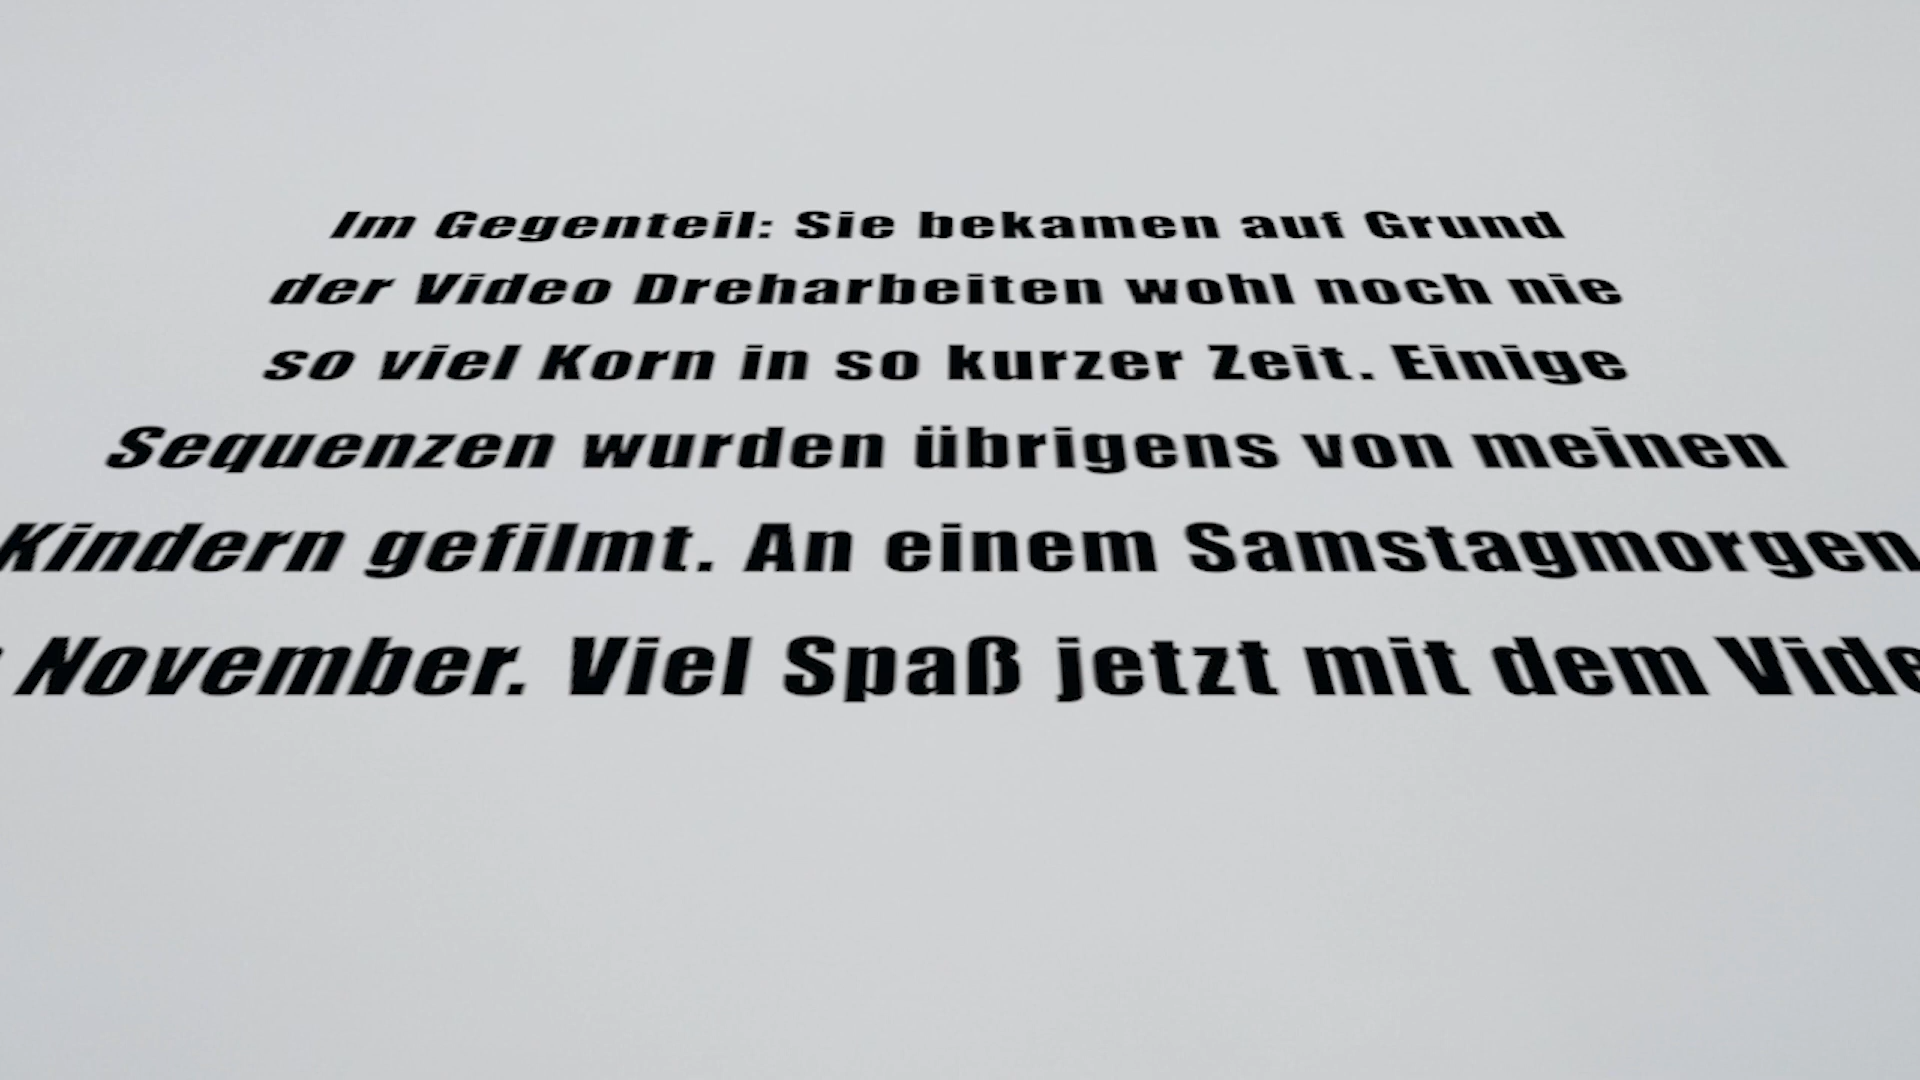 Im Gegenteil: Sie bekamen auf Grund
der Video Dreharbeiten wohl noch nie
so viel Korn in so kurzer Zeit. Einige
Sequenzen wurden übrigens von meinen
Kindern gefilmt. An einem Samstagmorgen
November. Viel Spaß jetzt mit dem